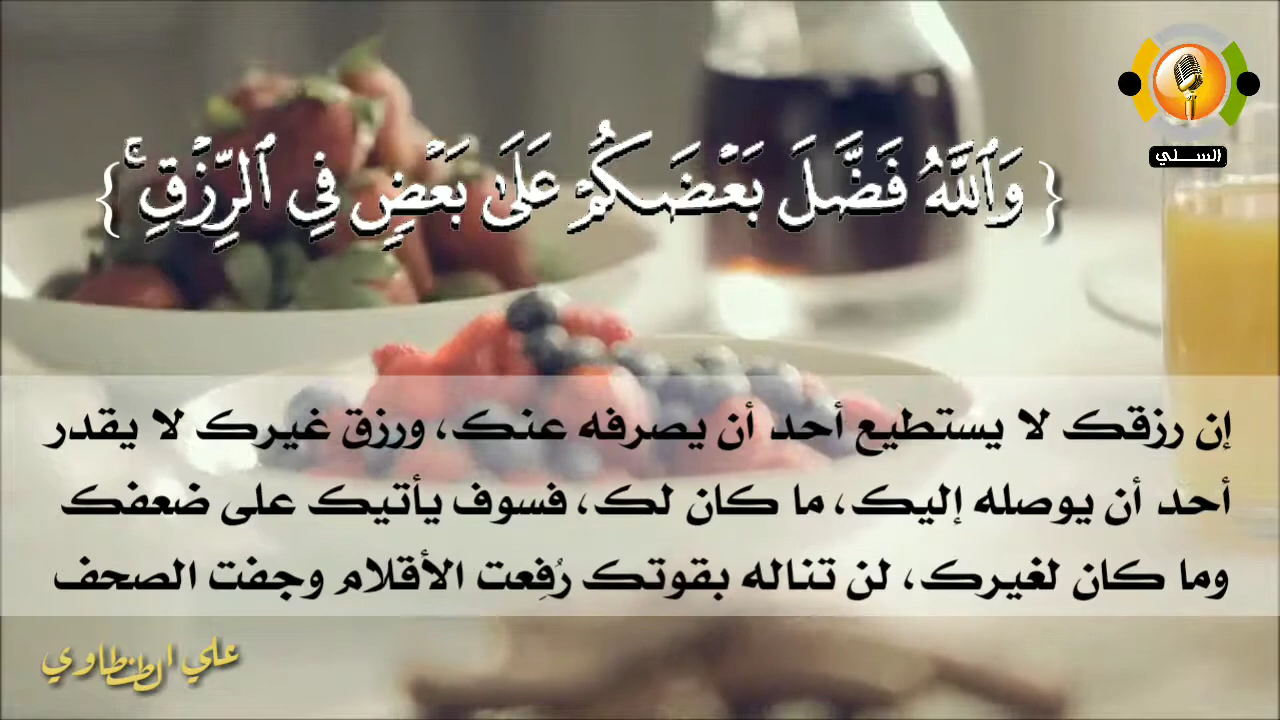 السلي
{ وَٱللَّهُ فَضَّلَ بَعْضَكُمْ عَلَىٰ بَعْضٍ فِي ٱلرِّزْقِ ۚ}
إن رزقك لا يستطيع أحد أن يصرفه عنك، ورزق غيرك لا يقدر
أحد أن يوصله إليك، ما كان لك، فسوف يأتيك على ضعفك
وما كان لغيرك، لن تناله بقوتك رُفِعت الأقلام وجفت الصحف
علي الطنطاوي